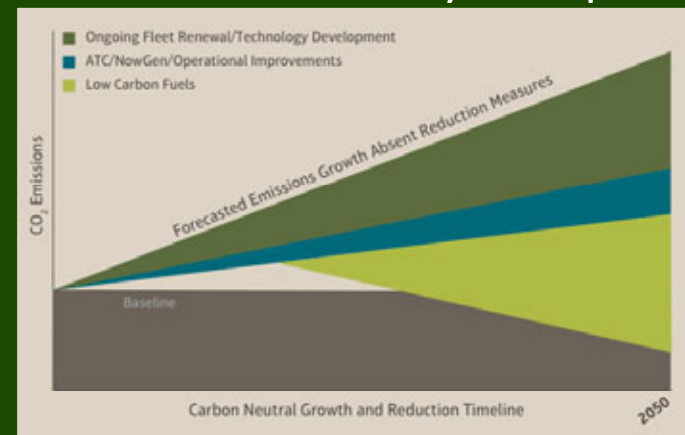 Ongoing Fleet Renewal/Technology Development
ATC/NowGen/Operational Improvements
Low Carbon Fuels
Forecasted Emissions Growth Absent Reduction Measures
CO₂ Emissions
Baseline
Carbon Neutral Growth and Reduction Timeline
2050